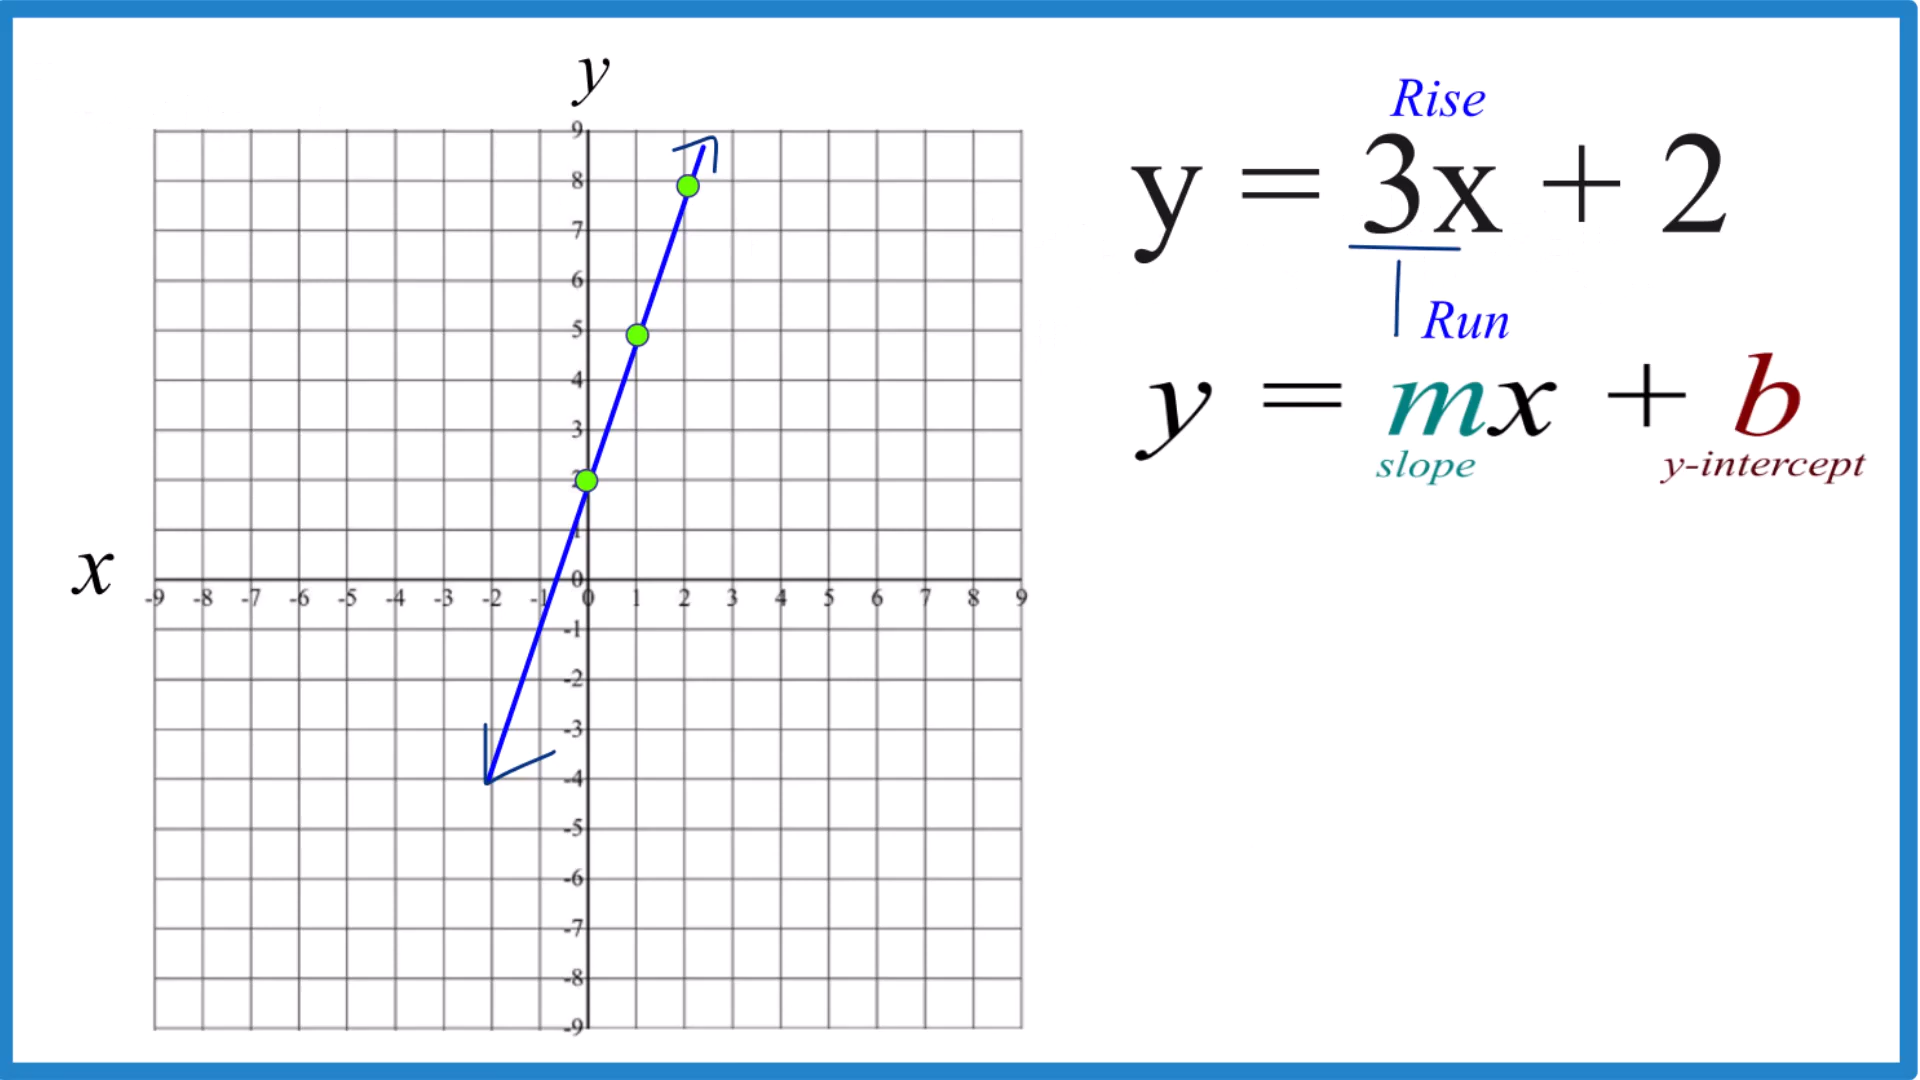 y
9
8
7
6
5
4
3
2
1
0
x
-9 -8 -7 -6 -5 -4 -3 -2 -1 0 1 2 3 4 5 6 7 8 9
-1
-2
-3
-4
-5
-6
-7
-8
-9
Rise
y = 3x + 2
1 Run
y = mx + b
slope y-intercept